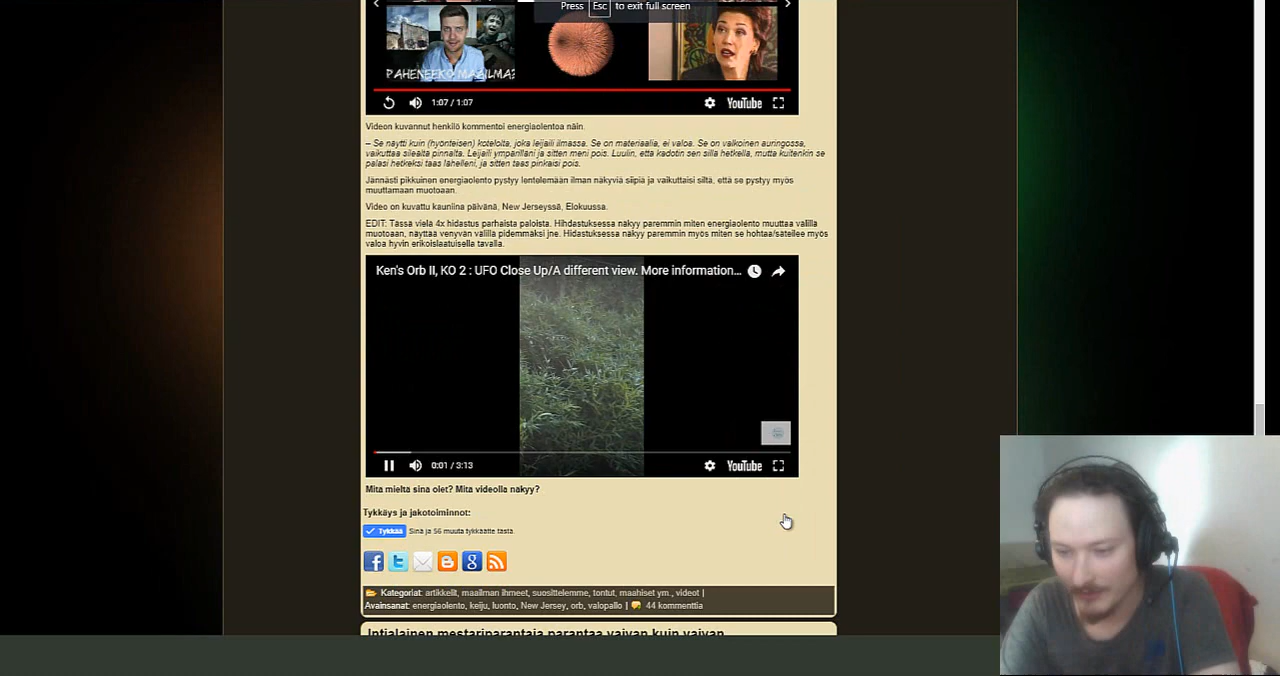 Press Esc to exit full screen
PAHENEEKO MAAILMA?
1:07 / 1:07 YouTube
Videon kuvannut henkilö kommentoi energiaolentoa näin.
– Se näytti kuin (hyönteisen) kotelolta, joka leijaili ilmassa. Se on materiaalia, ei valoa. Se on valkoinen auringossa,
vaikuttaa sileältä pinnalta. Leijaili ympärilläni ja sitten meni pois. Luulin, että kadotin sen sillä hetkellä, mutta kuitenkin se
palasi hetkeksi taas lähelleni, ja sitten taas pinkaisi pois.
Jännästi pikkuinen energiaolento pystyy lentelemään ilman näkyviä siipiä ja vaikuttaisi siltä, että se pystyy myös
muuttamaan muotoaan.
Video on kuvattu kauniina päivänä, New Jerseyssä, Elokuussa.
EDIT: Tässä vielä 4x hidastus parhaista paloista. Hihdastuksessa näkyy paremmin miten energiaolento muuttaa välillä
muotoaan, näyttää venyvän välillä pidemmäksi jne. Hidastuksessa näkyy paremmin myös miten se hohtaa/säteilee myös
valoa hyvin erikoislaatuisella tavalla.
Ken's Orb II, KO 2 : UFO Close Up/A different view. More information...
0:01 / 3:13 YouTube
Mitä mieltä sinä olet? Mitä videolla näkyy?
Tykkäys ja jakotoiminnot:
Tykkää Sinä ja 56 muuta tykkäätte tästä.
Kategoriat: artikkelit, maailman ihmeet, suosittelemme, tontut, maahiset ym., videot |
Avainsanat: energiaolento, keiju, luonto, New Jersey, orb, valopallo | 44 kommenttia
Intialainen mestariparantaja parantaa vaivan kuin vaivan